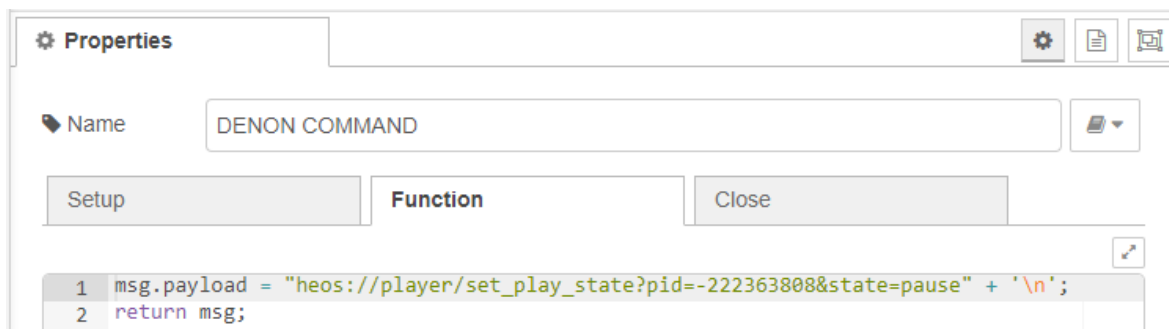 Properties
Name
DENON COMMAND
Setup
Function
Close
1 msg.payload = "heos://player/set_play_state?pid=-222363808&state=pause" + '\n';
2 return msg;